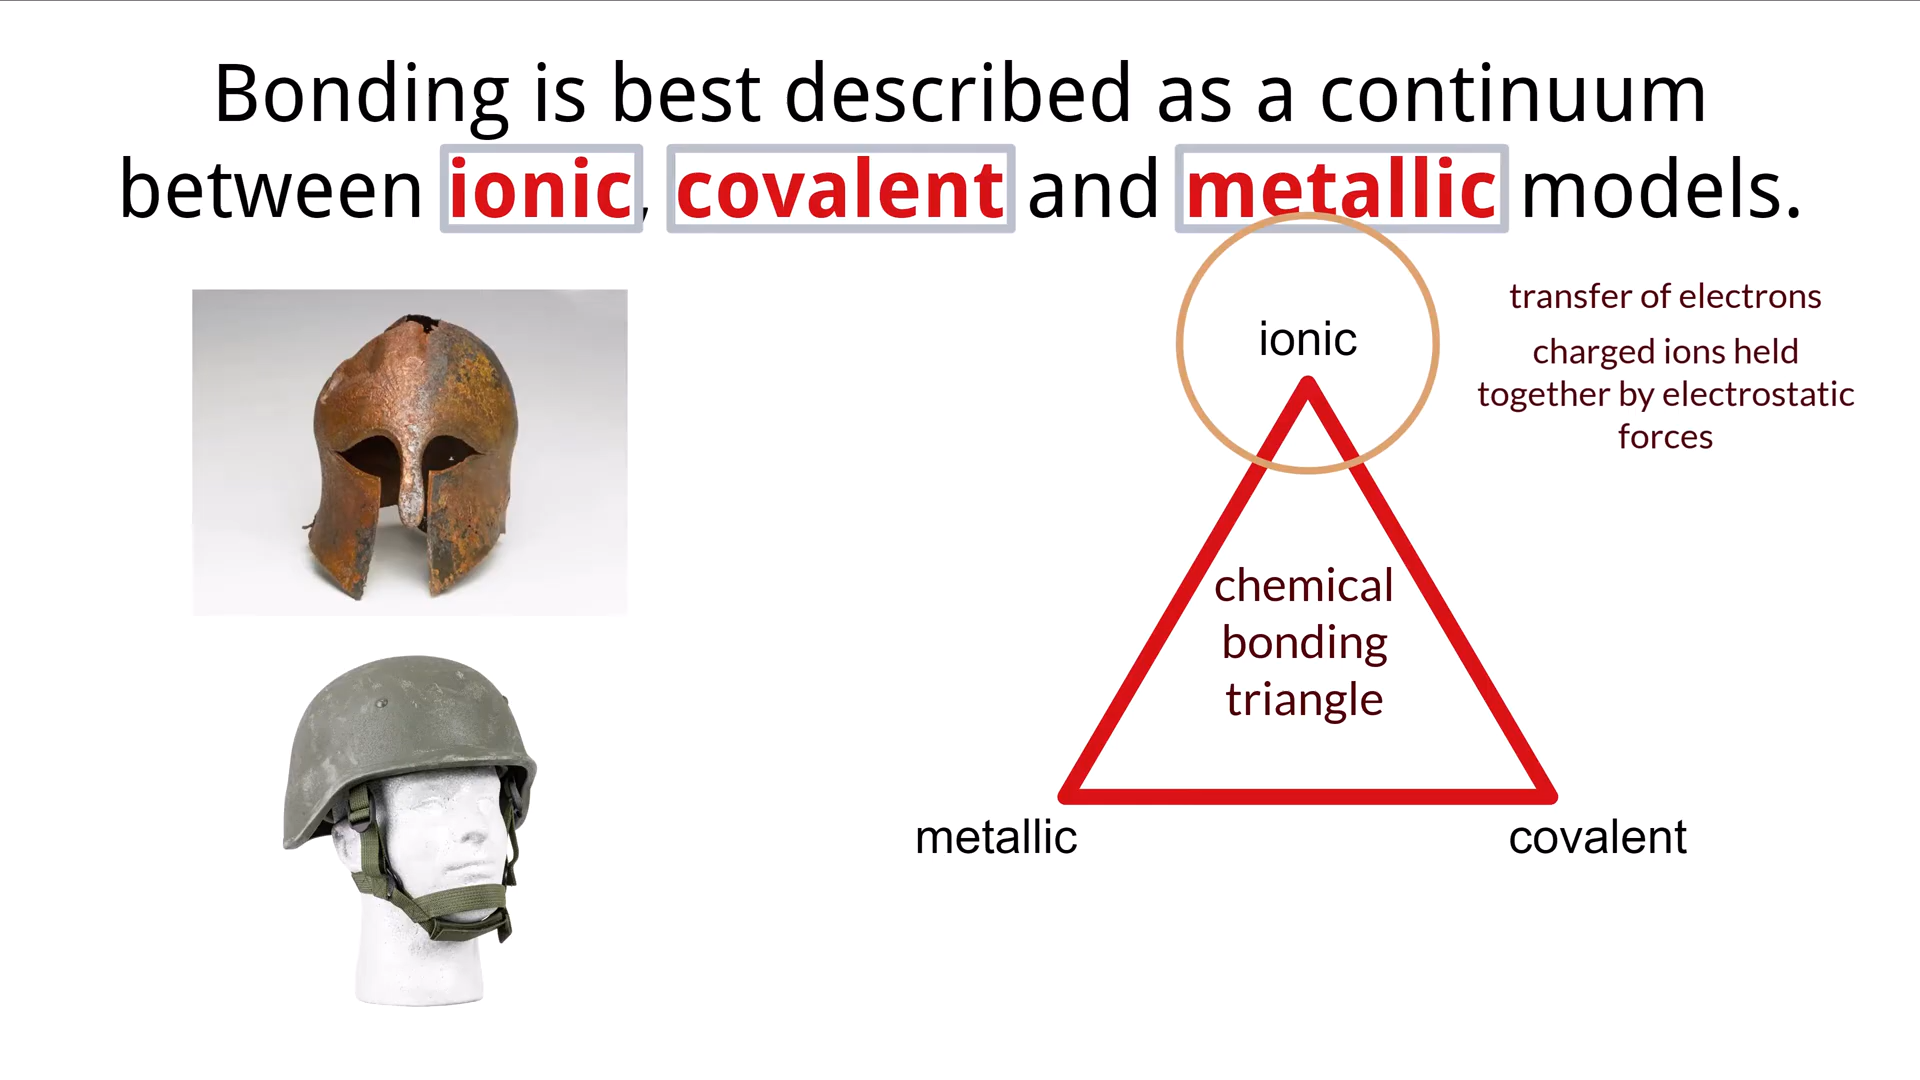 Bonding is best described as a continuum
between ionic, covalent and metallic models.
transfer of electrons
charged ions held
together by electrostatic
forces
ionic
chemical
bonding
triangle
metallic
covalent